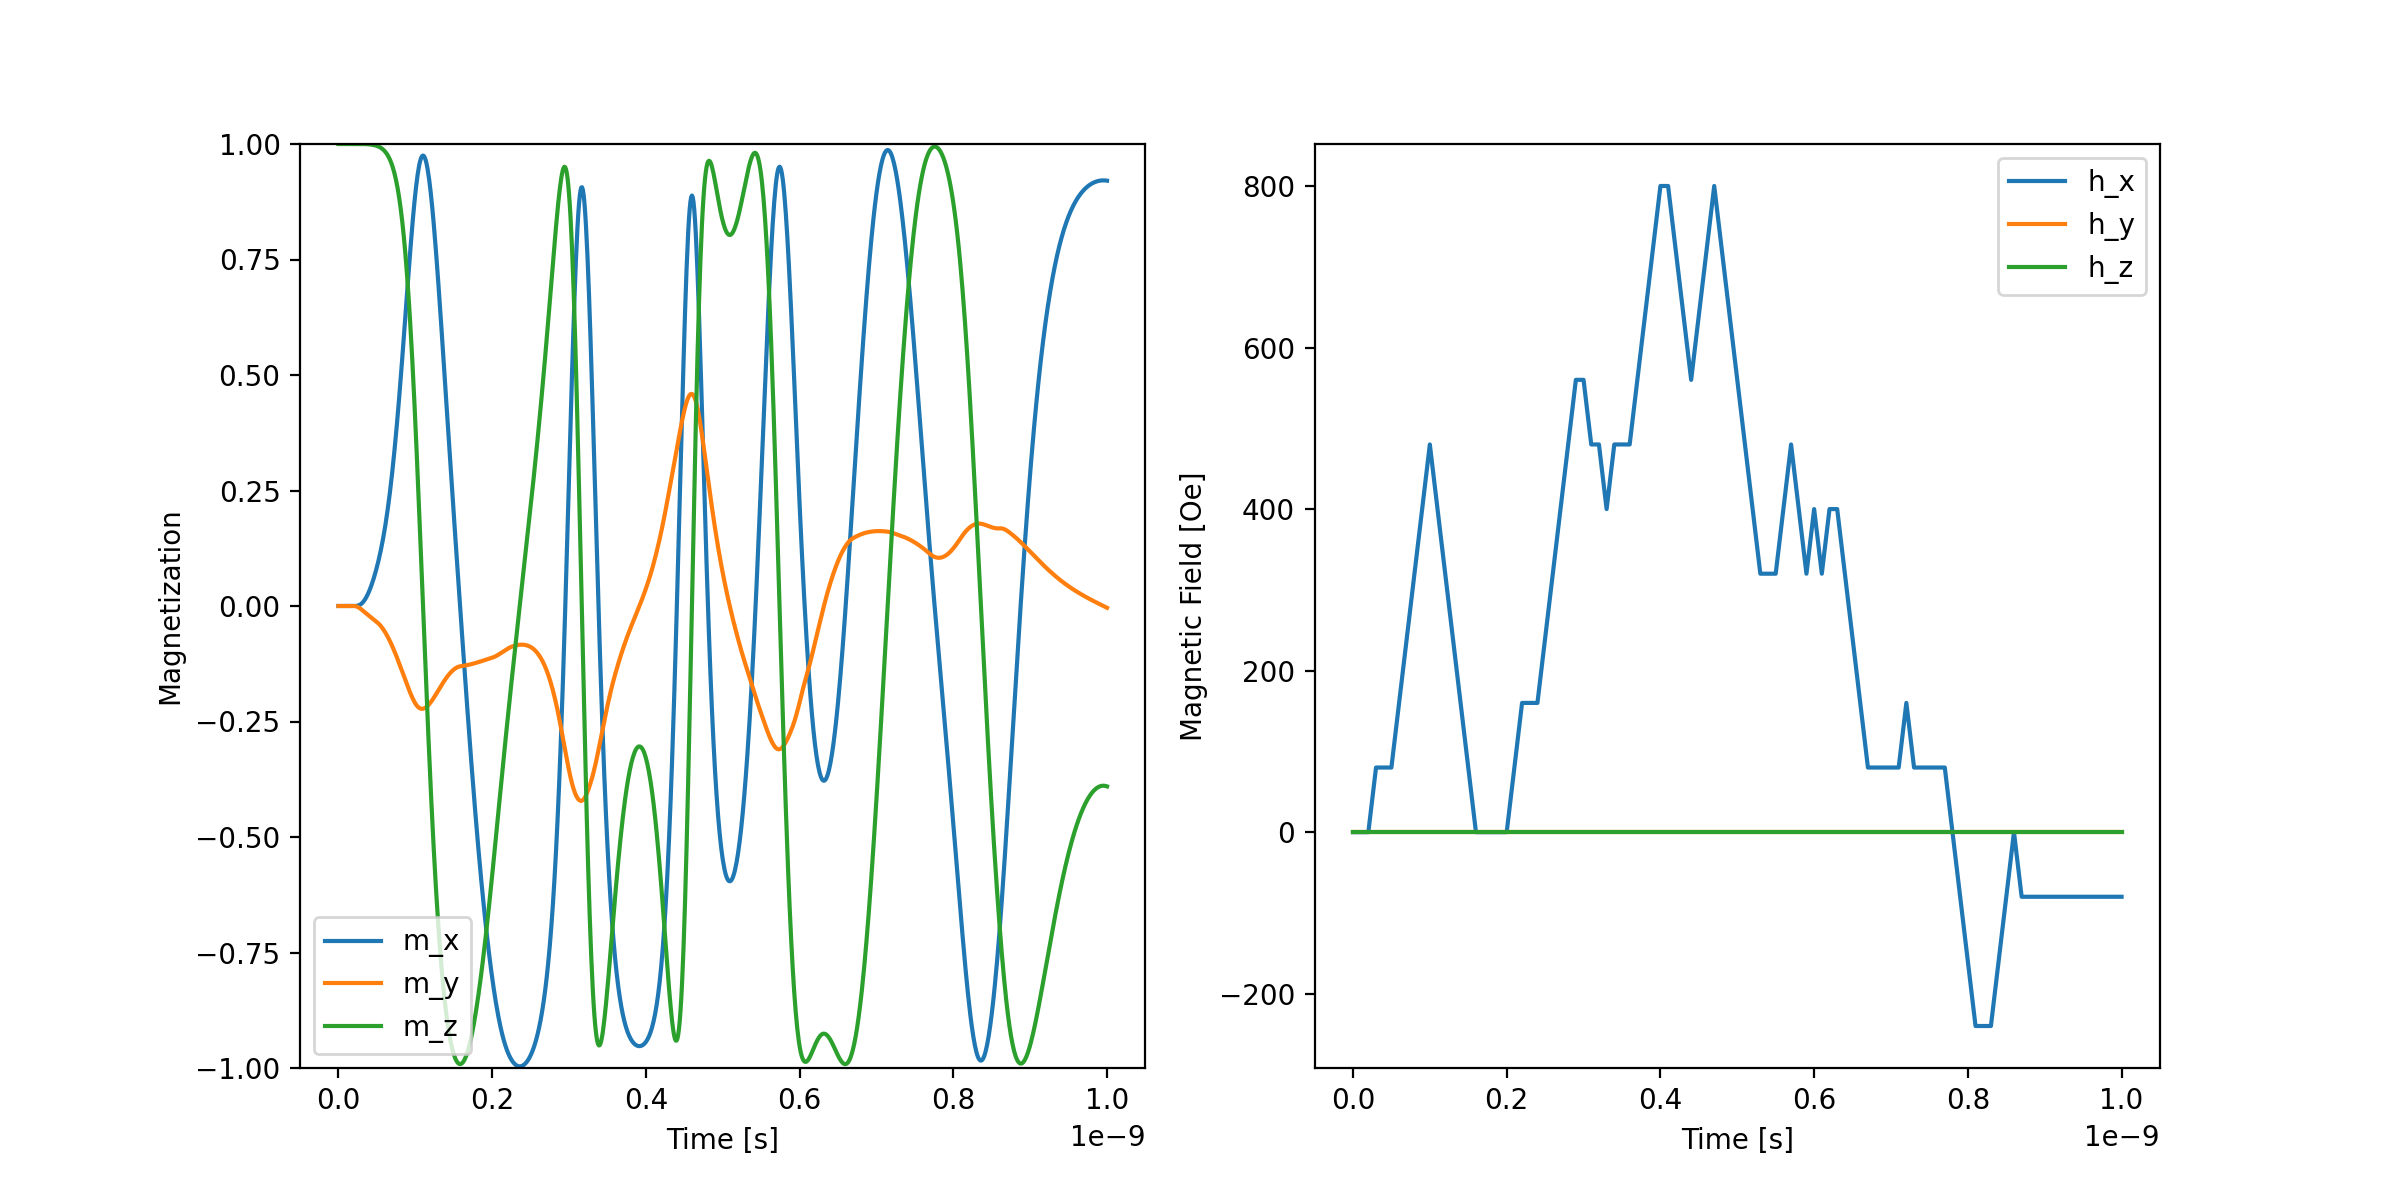 1.00
0.75
0.50
0.25
0.00
−0.25
−0.50
−0.75
−1.00
Magnetization
m_x
m_y
m_z
0.0 0.2 0.4 0.6 0.8 1.0
Time [s]
1e−9
800
600
400
200
0
−200
Magnetic Field [Oe]
h_x
h_y
h_z
0.0 0.2 0.4 0.6 0.8 1.0
Time [s]
1e−9